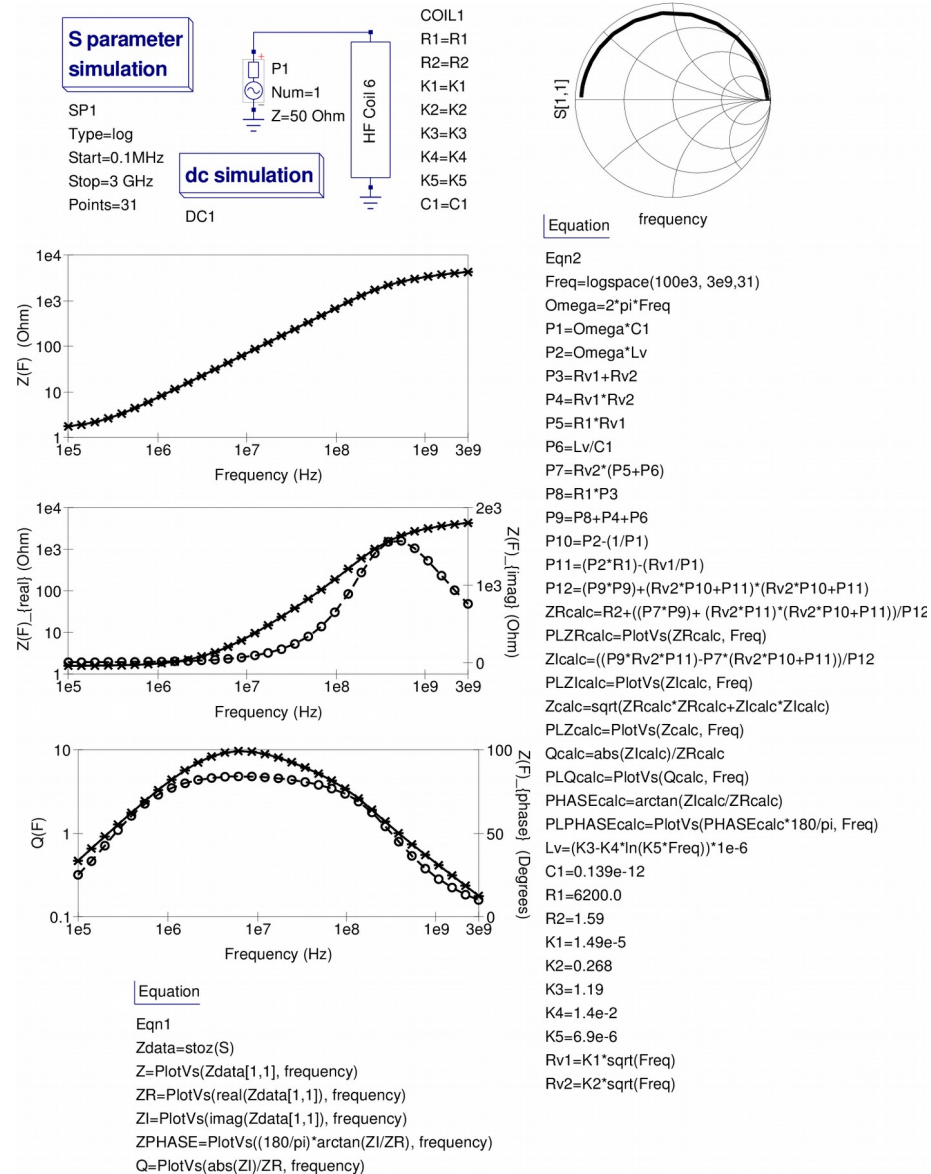 S parameter
simulation
SP1
Type=log
Start=0.1MHz
Stop=3 GHz
Points=31
dc simulation
DC1
P1
Num=1
Z=50 Ohm
HF Coil 6
COIL1
R1=R1
R2=R2
K1=K1
K2=K2
K3=K3
K4=K4
K5=K5
C1=C1
S[1,1]
frequency
1e4
1e3
100
10
1
Z(F) (Ohm)
1e5 1e6 1e7 1e8 1e9 3e9
Frequency (Hz)
1e4
1e3
100
10
1
Z(F)_{real} (Ohm)
2e3
1e3
0
Z(F)_{imag} (Ohm)
1e5 1e6 1e7 1e8 1e9 3e9
Frequency (Hz)
10
1
0.1
Q(F)
100
50
0
Z(F)_{phase} (Degrees)
1e5 1e6 1e7 1e8 1e9 3e9
Frequency (Hz)
Equation
Eqn1
Zdata=stoz(S)
Z=PlotVs(Zdata[1,1], frequency)
ZR=PlotVs(real(Zdata[1,1]), frequency)
ZI=PlotVs(imag(Zdata[1,1]), frequency)
ZPHASE=PlotVs((180/pi)*arctan(ZI/ZR), frequency)
Q=PlotVs(abs(ZI)/ZR, frequency)
Equation
Eqn2
Freq=logspace(100e3, 3e9,31)
Omega=2*pi*Freq
P1=Omega*C1
P2=Omega*Lv
P3=Rv1+Rv2
P4=Rv1*Rv2
P5=R1*Rv1
P6=Lv/C1
P7=Rv2*(P5+P6)
P8=R1*P3
P9=P8+P4+P6
P10=P2-(1/P1)
P11=(P2*R1)-(Rv1/P1)
P12=(P9*P9)+(Rv2*P10+P11)*(Rv2*P10+P11)
ZRcalc=R2+((P7*P9)+ (Rv2*P11)*(Rv2*P10+P11))/P12
PLZRcalc=PlotVs(ZRcalc, Freq)
ZIcalc=((P9*Rv2*P11)-P7*(Rv2*P10+P11))/P12
PLZIcalc=PlotVs(ZIcalc, Freq)
Zcalc=sqrt(ZRcalc*ZRcalc+ZIcalc*ZIcalc)
PLZcalc=PlotVs(Zcalc, Freq)
Qcalc=abs(ZIcalc)/ZRcalc
PLQcalc=PlotVs(Qcalc, Freq)
PHASEcalc=arctan(ZIcalc/ZRcalc)
PLPHASEcalc=PlotVs(PHASEcalc*180/pi, Freq)
Lv=(K3-K4*ln(K5*Freq))*1e-6
C1=0.139e-12
R1=6200.0
R2=1.59
K1=1.49e-5
K2=0.268
K3=1.19
K4=1.4e-2
K5=6.9e-6
Rv1=K1*sqrt(Freq)
Rv2=K2*sqrt(Freq)